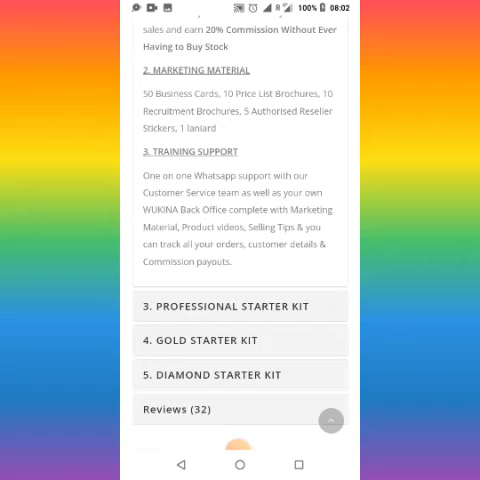 R
100% 08:02
sales and earn 20% Commission Without Ever
Having to Buy Stock
2. MARKETING MATERIAL
50 Business Cards, 10 Price List Brochures, 10
Recruitment Brochures, 5 Authorised Reseller
Stickers, 1 laniard
3. TRAINING SUPPORT
One on one Whatsapp support with our
Customer Service team as well as your own
WUKINA Back Office complete with Marketing
Material, Product videos, Selling Tips & you
can track all your orders, customer details &
Commission payouts.
3. PROFESSIONAL STARTER KIT
4. GOLD STARTER KIT
5. DIAMOND STARTER KIT
Reviews (32)